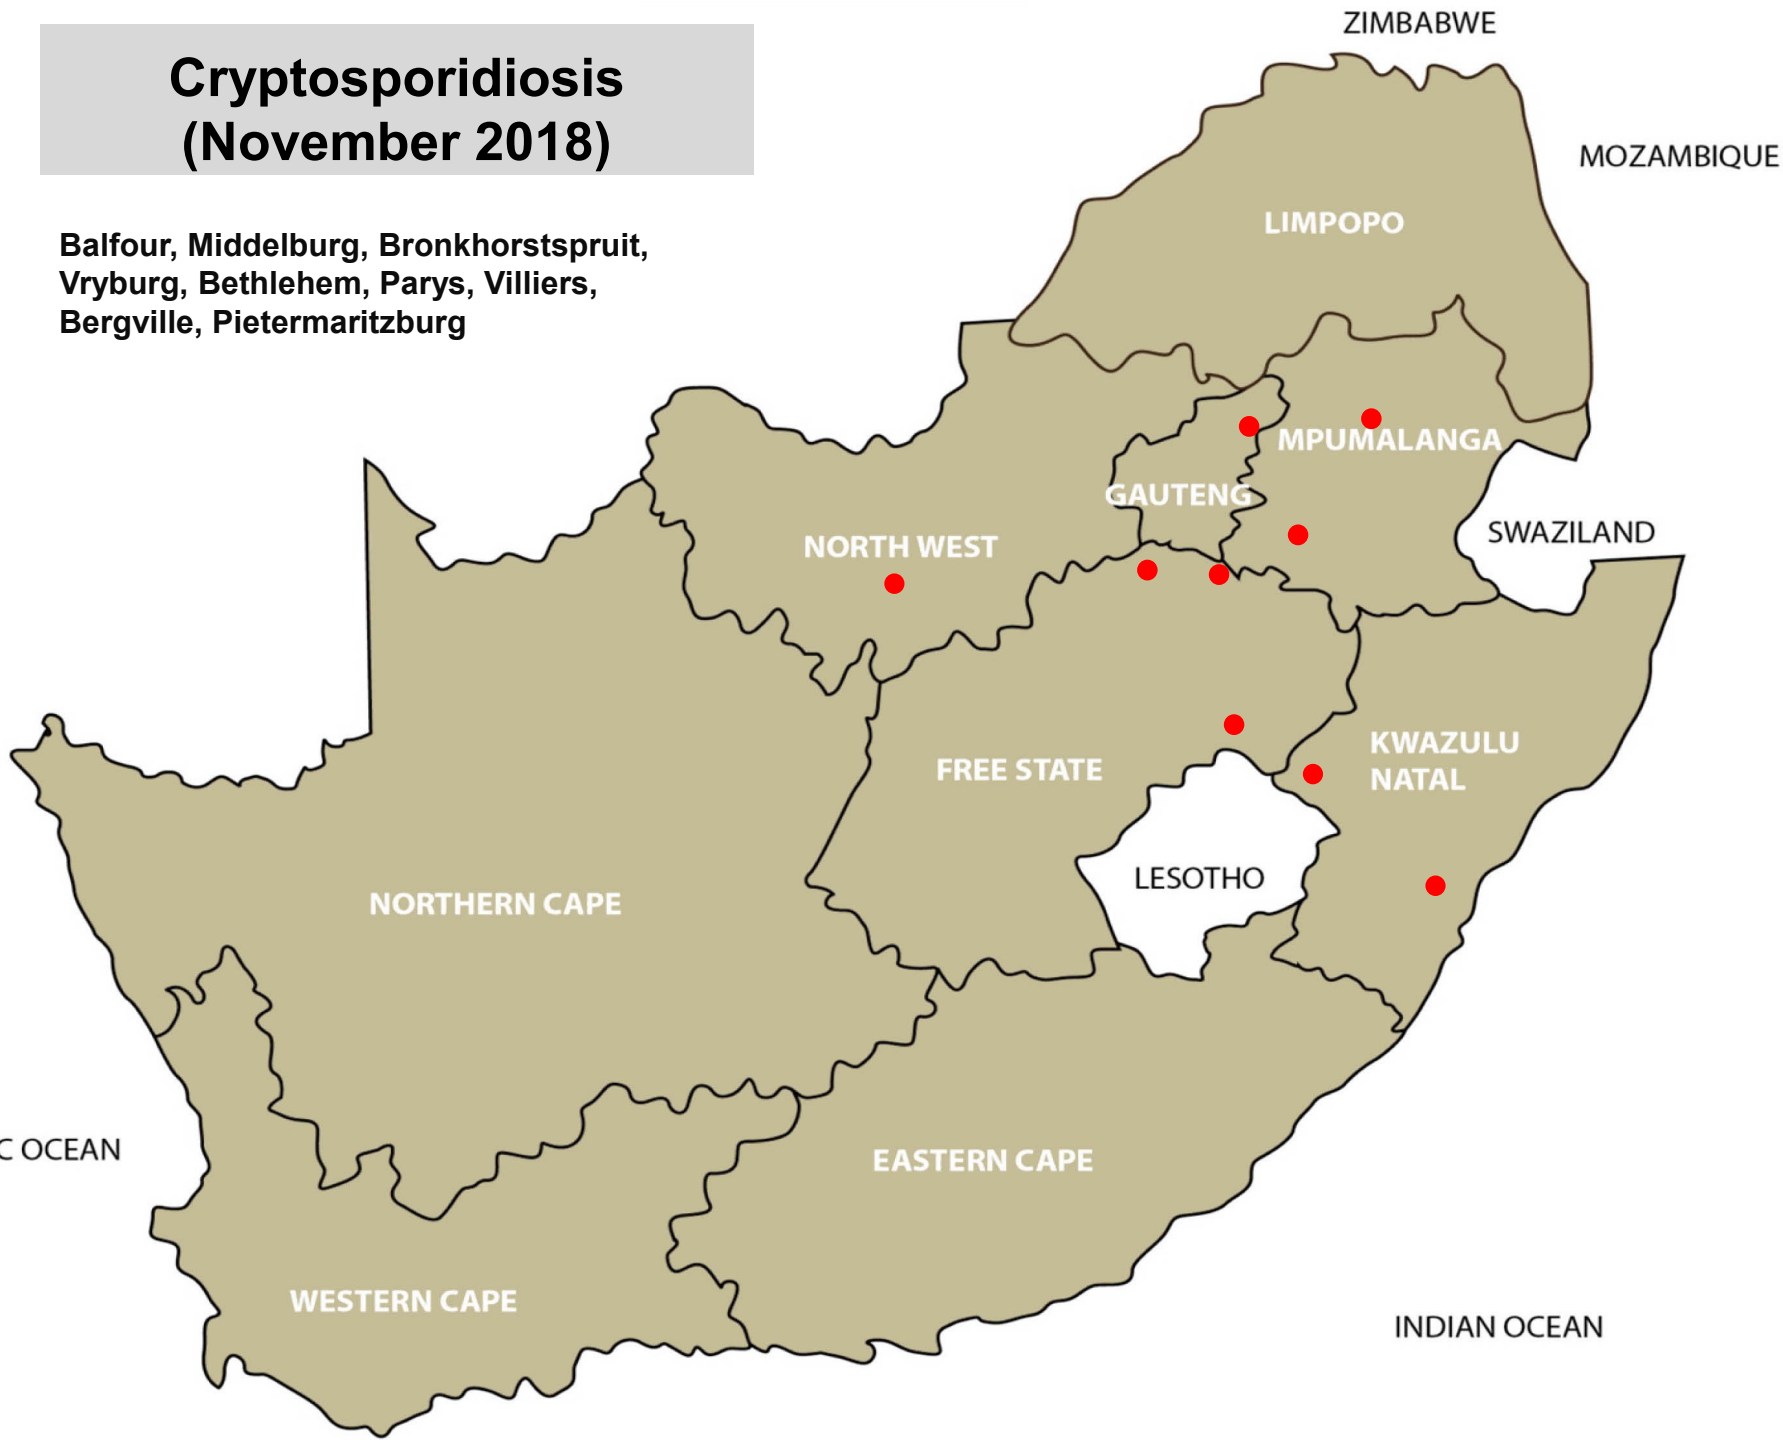 Cryptosporidiosis
(November 2018)
Balfour, Middelburg, Bronkhorstspruit,
Vryburg, Bethlehem, Parys, Villiers,
Bergville, Pietermaritzburg
ZIMBABWE
MOZAMBIQUE
LIMPOPO
MPUMALANGA
GAUTENG
SWAZILAND
NORTH WEST
KWAZULU
NATAL
FREE STATE
LESOTHO
NORTHERN CAPE
C OCEAN
EASTERN CAPE
WESTERN CAPE
INDIAN OCEAN